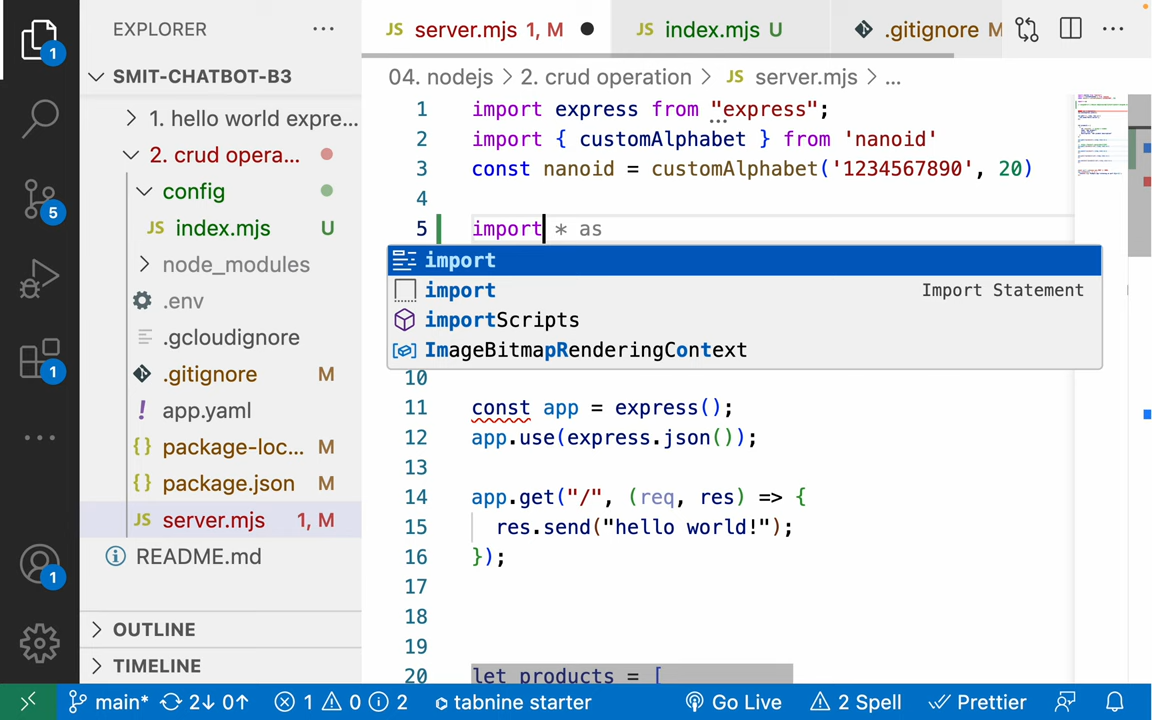 EXPLORER
SMIT-CHATBOT-B3
1. hello world expre...
2. crud opera...
config
JS index.mjs U
node_modules
.env
.gcloudignore
.gitignore M
! app.yaml
{} package-loc... M
{} package.json M
JS server.mjs 1, M
README.md
OUTLINE
TIMELINE
1
5
1
1
JS server.mjs 1, M
JS index.mjs U
.gitignore M
04. nodejs > 2. crud operation > JS server.mjs > ...
1 import express from "express";
2 import { customAlphabet } from 'nanoid'
3 const nanoid = customAlphabet('1234567890', 20)
4
5 import * as
import
import Import Statement
importScripts
ImageBitmapRenderingContext
10
11 const app = express();
12 app.use(express.json());
13
14 app.get("/", (req, res) => {
15 res.send("hello world!");
16 });
17
18
19
20 let products = [
main* 2↓ 0↑ 1 0 2 tabnine starter Go Live 2 Spell Prettier